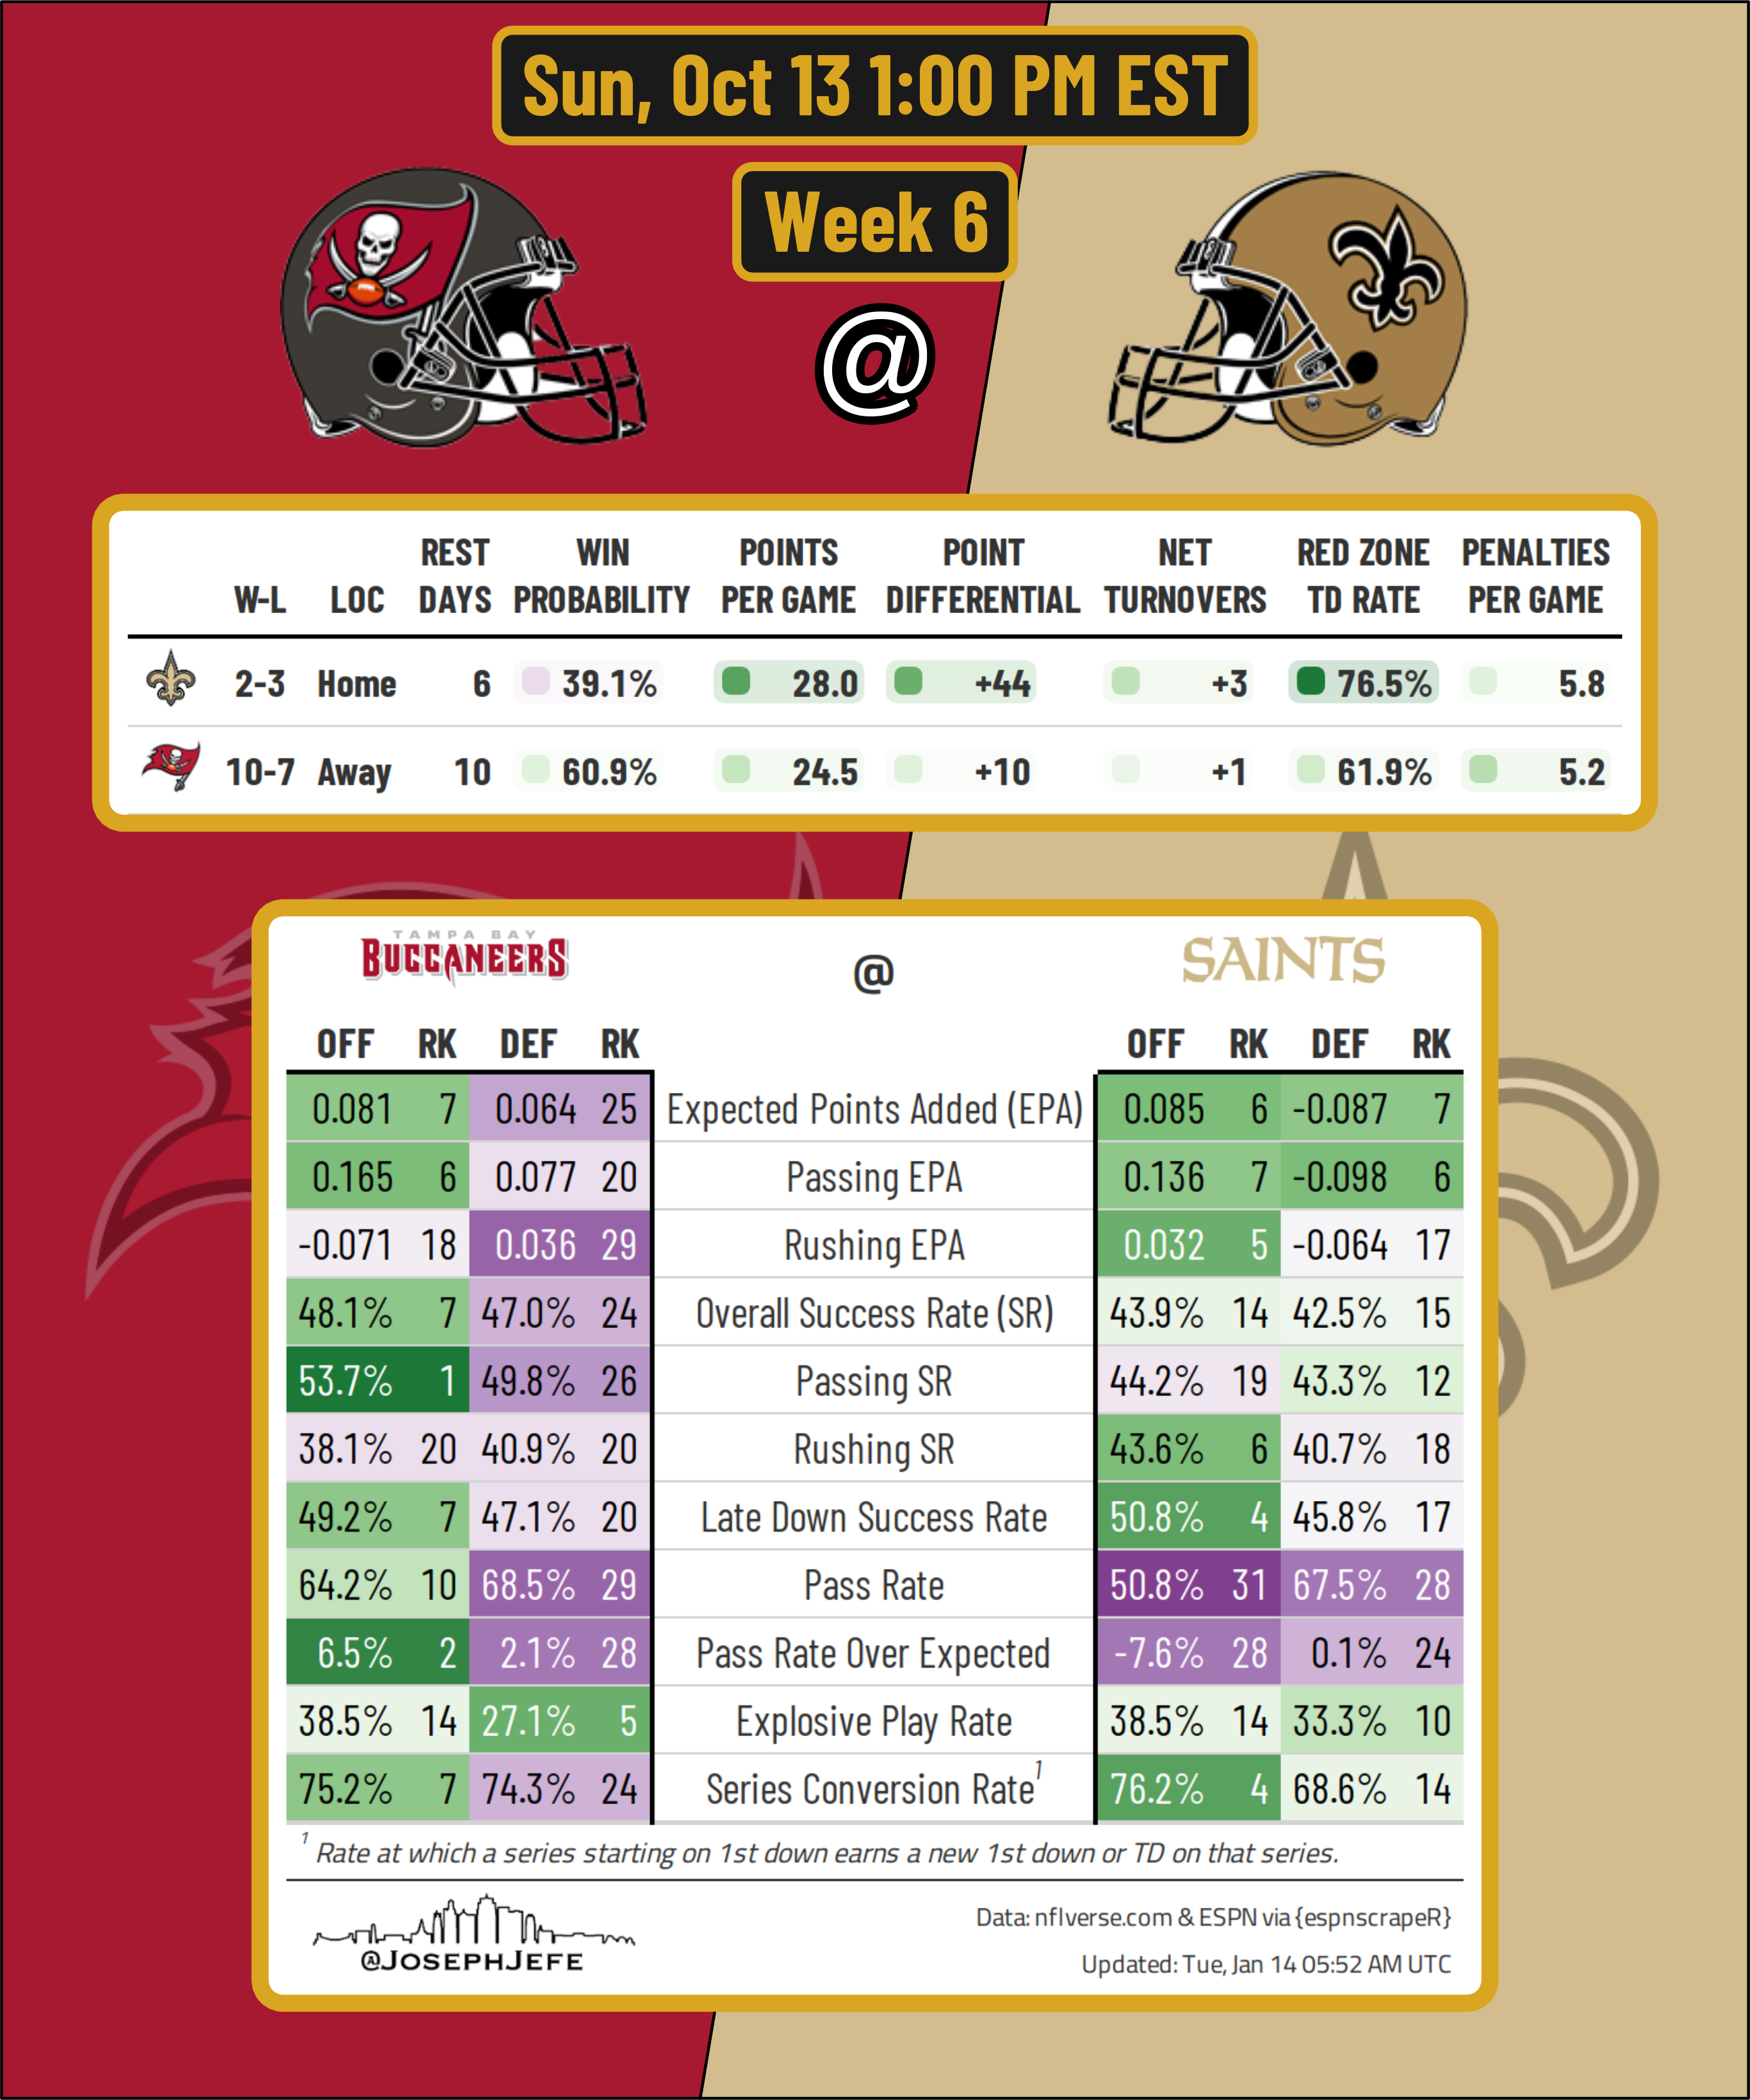 Sun, Oct 13 1:00 PM EST
Week 6
@
W-L LOC REST DAYS WIN PROBABILITY POINTS PER GAME POINT DIFFERENTIAL NET TURNOVERS RED ZONE TD RATE PENALTIES PER GAME
2-3 Home 6 39.1% 28.0 +44 +3 76.5% 5.8
10-7 Away 10 60.9% 24.5 +10 +1 61.9% 5.2
TAMPA BAY
BUCCANEERS @ SAINTS
OFF RK DEF RK OFF RK DEF RK
0.081 7 0.064 25 Expected Points Added (EPA) 0.085 6 -0.087 7
0.165 6 0.077 20 Passing EPA 0.136 7 -0.098 6
-0.071 18 0.036 29 Rushing EPA 0.032 5 -0.064 17
48.1% 7 47.0% 24 Overall Success Rate (SR) 43.9% 14 42.5% 15
53.7% 1 49.8% 26 Passing SR 44.2% 19 43.3% 12
38.1% 20 40.9% 20 Rushing SR 43.6% 6 40.7% 18
49.2% 7 47.1% 20 Late Down Success Rate 50.8% 4 45.8% 17
64.2% 10 68.5% 29 Pass Rate 50.8% 31 67.5% 28
6.5% 2 2.1% 28 Pass Rate Over Expected -7.6% 28 0.1% 24
38.5% 14 27.1% 5 Explosive Play Rate 38.5% 14 33.3% 10
75.2% 7 74.3% 24 Series Conversion Rate1 76.2% 4 68.6% 14
1 Rate at which a series starting on 1st down earns a new 1st down or TD on that series.
@JosephJefe
Data: nflverse.com & ESPN via {espnscrapeR}
Updated: Tue, Jan 14 05:52 AM UTC